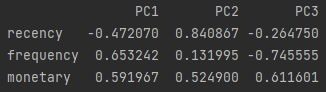 PC1 PC2 PC3
recency -0.472070 0.840867 -0.264750
frequency 0.653242 0.131995 -0.745555
monetary 0.591967 0.524900 0.611601